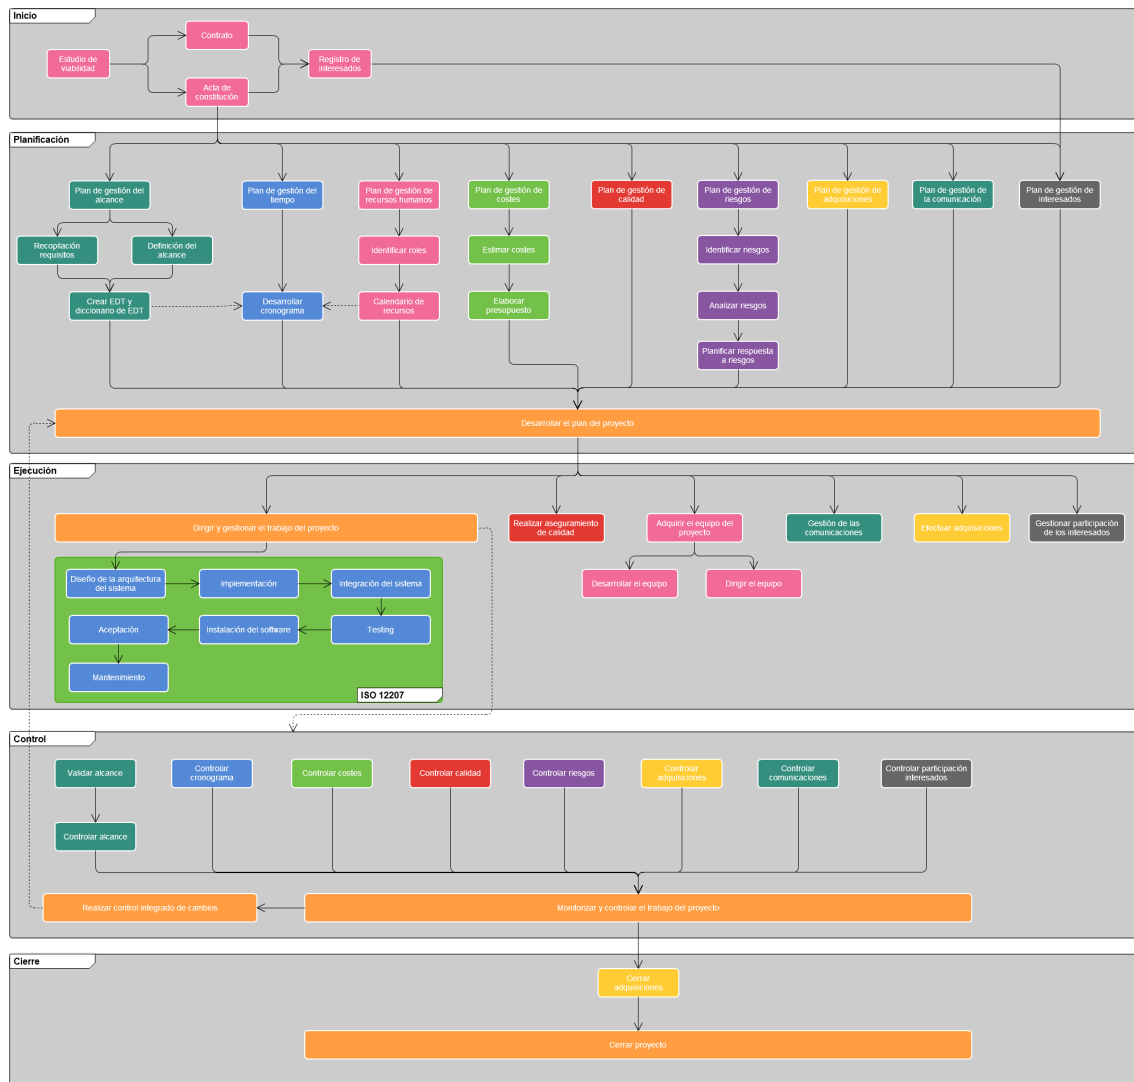 Inicio
Contrato
Estudio de
viabilidad
Registro de
interesados
Acta de
constitución
Planificación
Plan de gestión del
alcance
Plan de gestión del
tiempo
Plan de gestión de
recursos humanos
Plan de gestión de
costes
Plan de gestión de
calidad
Plan de gestión de
riesgos
Plan de gestión de
adquisiciones
Plan de gestión de
la comunicación
Plan de gestión de
interesados
Recopilación
requisitos
Definición del
alcance
Identificar roles
Estimar costes
Identificar riesgos
Crear EDT y
diccionario de EDT
Desarrollar
cronograma
Calendario de
recursos
Elaborar
presupuesto
Analizar riesgos
Planificar respuesta
a riesgos
Desarrollar el plan del proyecto
Ejecución
Dirigir y gestionar el trabajo del proyecto
Realizar aseguramiento
de calidad
Adquirir el equipo del
proyecto
Gestión de las
comunicaciones
Efectuar adquisiciones
Gestionar participación
de los interesados
Diseño de la arquitectura
del sistema
Implementación
Integración del sistema
Desarrollar el equipo
Dirigir el equipo
Aceptación
Instalación del software
Testing
Mantenimiento
ISO 12207
Control
Validar alcance
Controlar
cronograma
Controlar costes
Controlar calidad
Controlar riesgos
Controlar
adquisiciones
Controlar
comunicaciones
Controlar participación
interesados
Controlar alcance
Realizar control integrado de cambios
Monitorizar y controlar el trabajo del proyecto
Cierre
Cerrar
adquisiciones
Cerrar proyecto